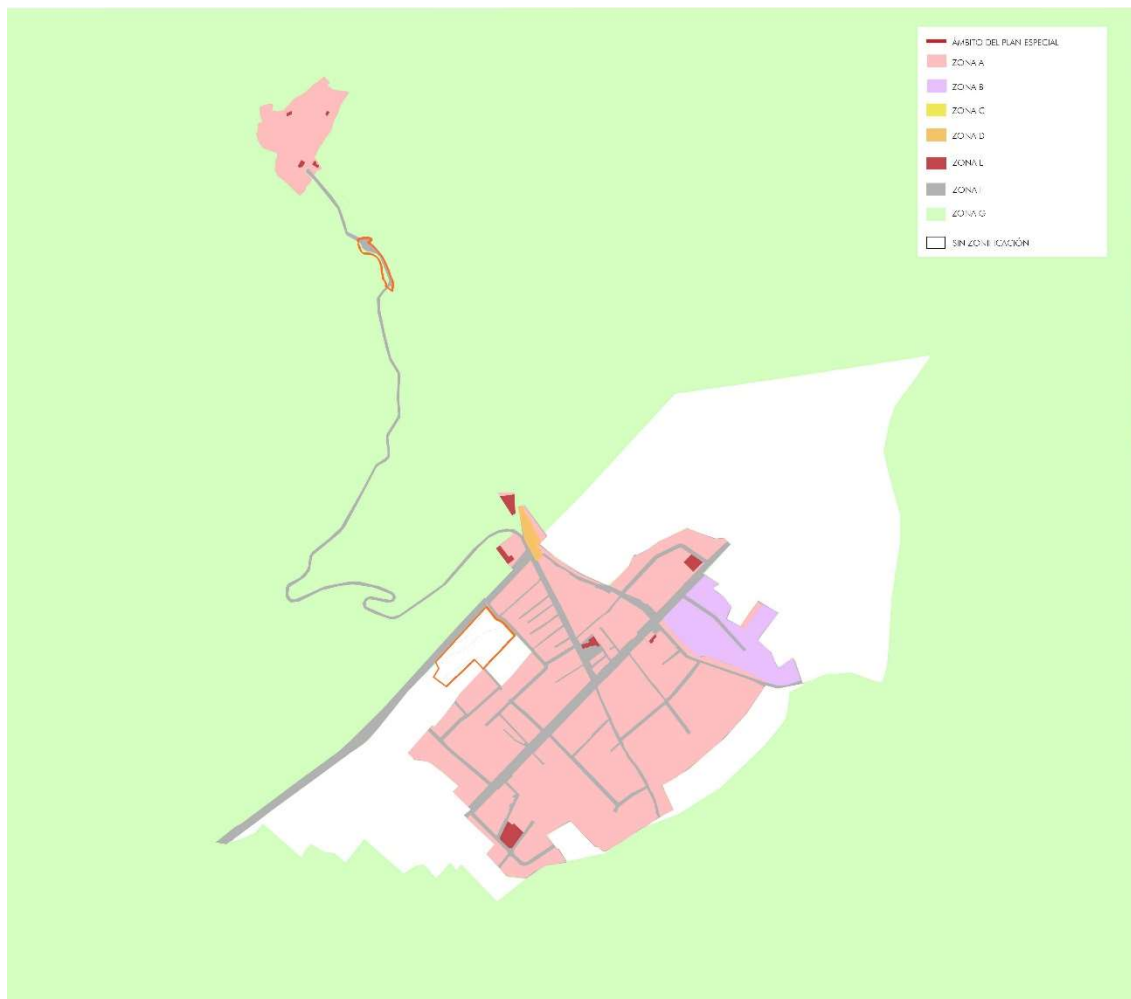 ÁMBITO DEL PLAN ESPECIAL
ZONA A
ZONA B
ZONA C
ZONA D
ZONA E
ZONA F
ZONA G
SIN ZONIFICACIÓN